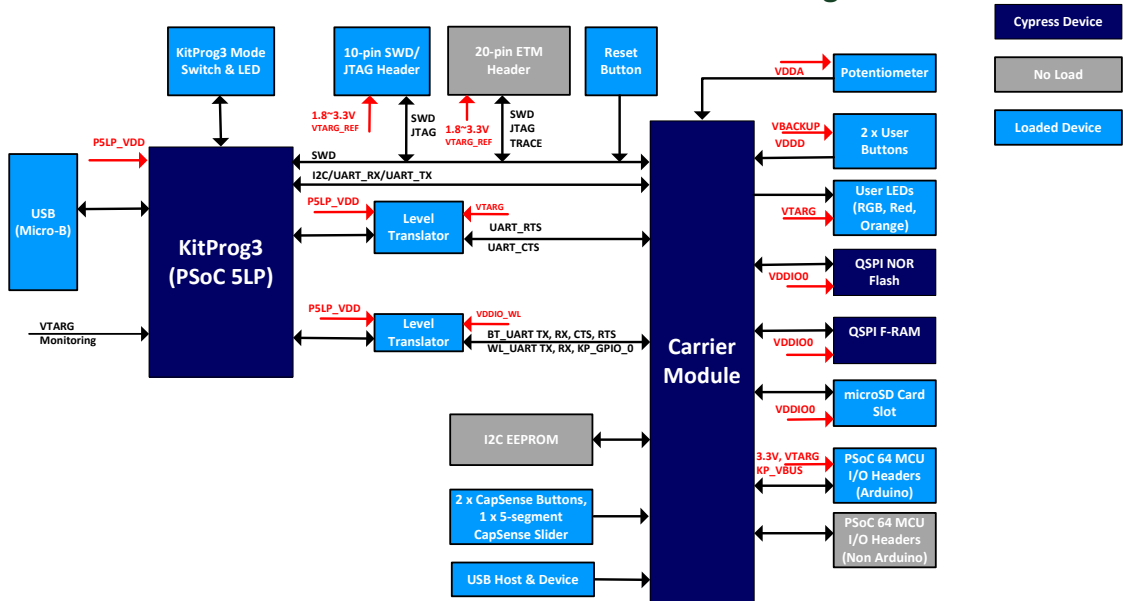 Cypress Device
No Load
Loaded Device
KitProg3 Mode
Switch & LED
10-pin SWD/
JTAG Header
20-pin ETM
Header
Reset
Button
1.8~3.3V
VTARG_REF
SWD
JTAG
1.8~3.3V
VTARG_REF
SWD
JTAG
TRACE
P5LP_VDD
USB
(Micro-B)
KitProg3
(PSoC 5LP)
VTARG
Monitoring
SWD
I2C/UART_RX/UART_TX
P5LP_VDD
Level
Translator
VTARG
UART_RTS
UART_CTS
P5LP_VDD
Level
Translator
VDDIO_WL
BT_UART TX, RX, CTS, RTS
WL_UART TX, RX, KP_GPIO_0
I2C EEPROM
2 x CapSense Buttons,
1 x 5-segment
CapSense Slider
USB Host & Device
Carrier
Module
VDDA
Potentiometer
VBACKUP
VDDD
2 x User
Buttons
VTARG
User LEDs
(RGB, Red,
Orange)
VDDIO0
QSPI NOR
Flash
VDDIO0
QSPI F-RAM
VDDIO0
microSD Card
Slot
3.3V, VTARG
KP_VBUS
PSoC 64 MCU
I/O Headers
(Arduino)
PSoC 64 MCU
I/O Headers
(Non Arduino)